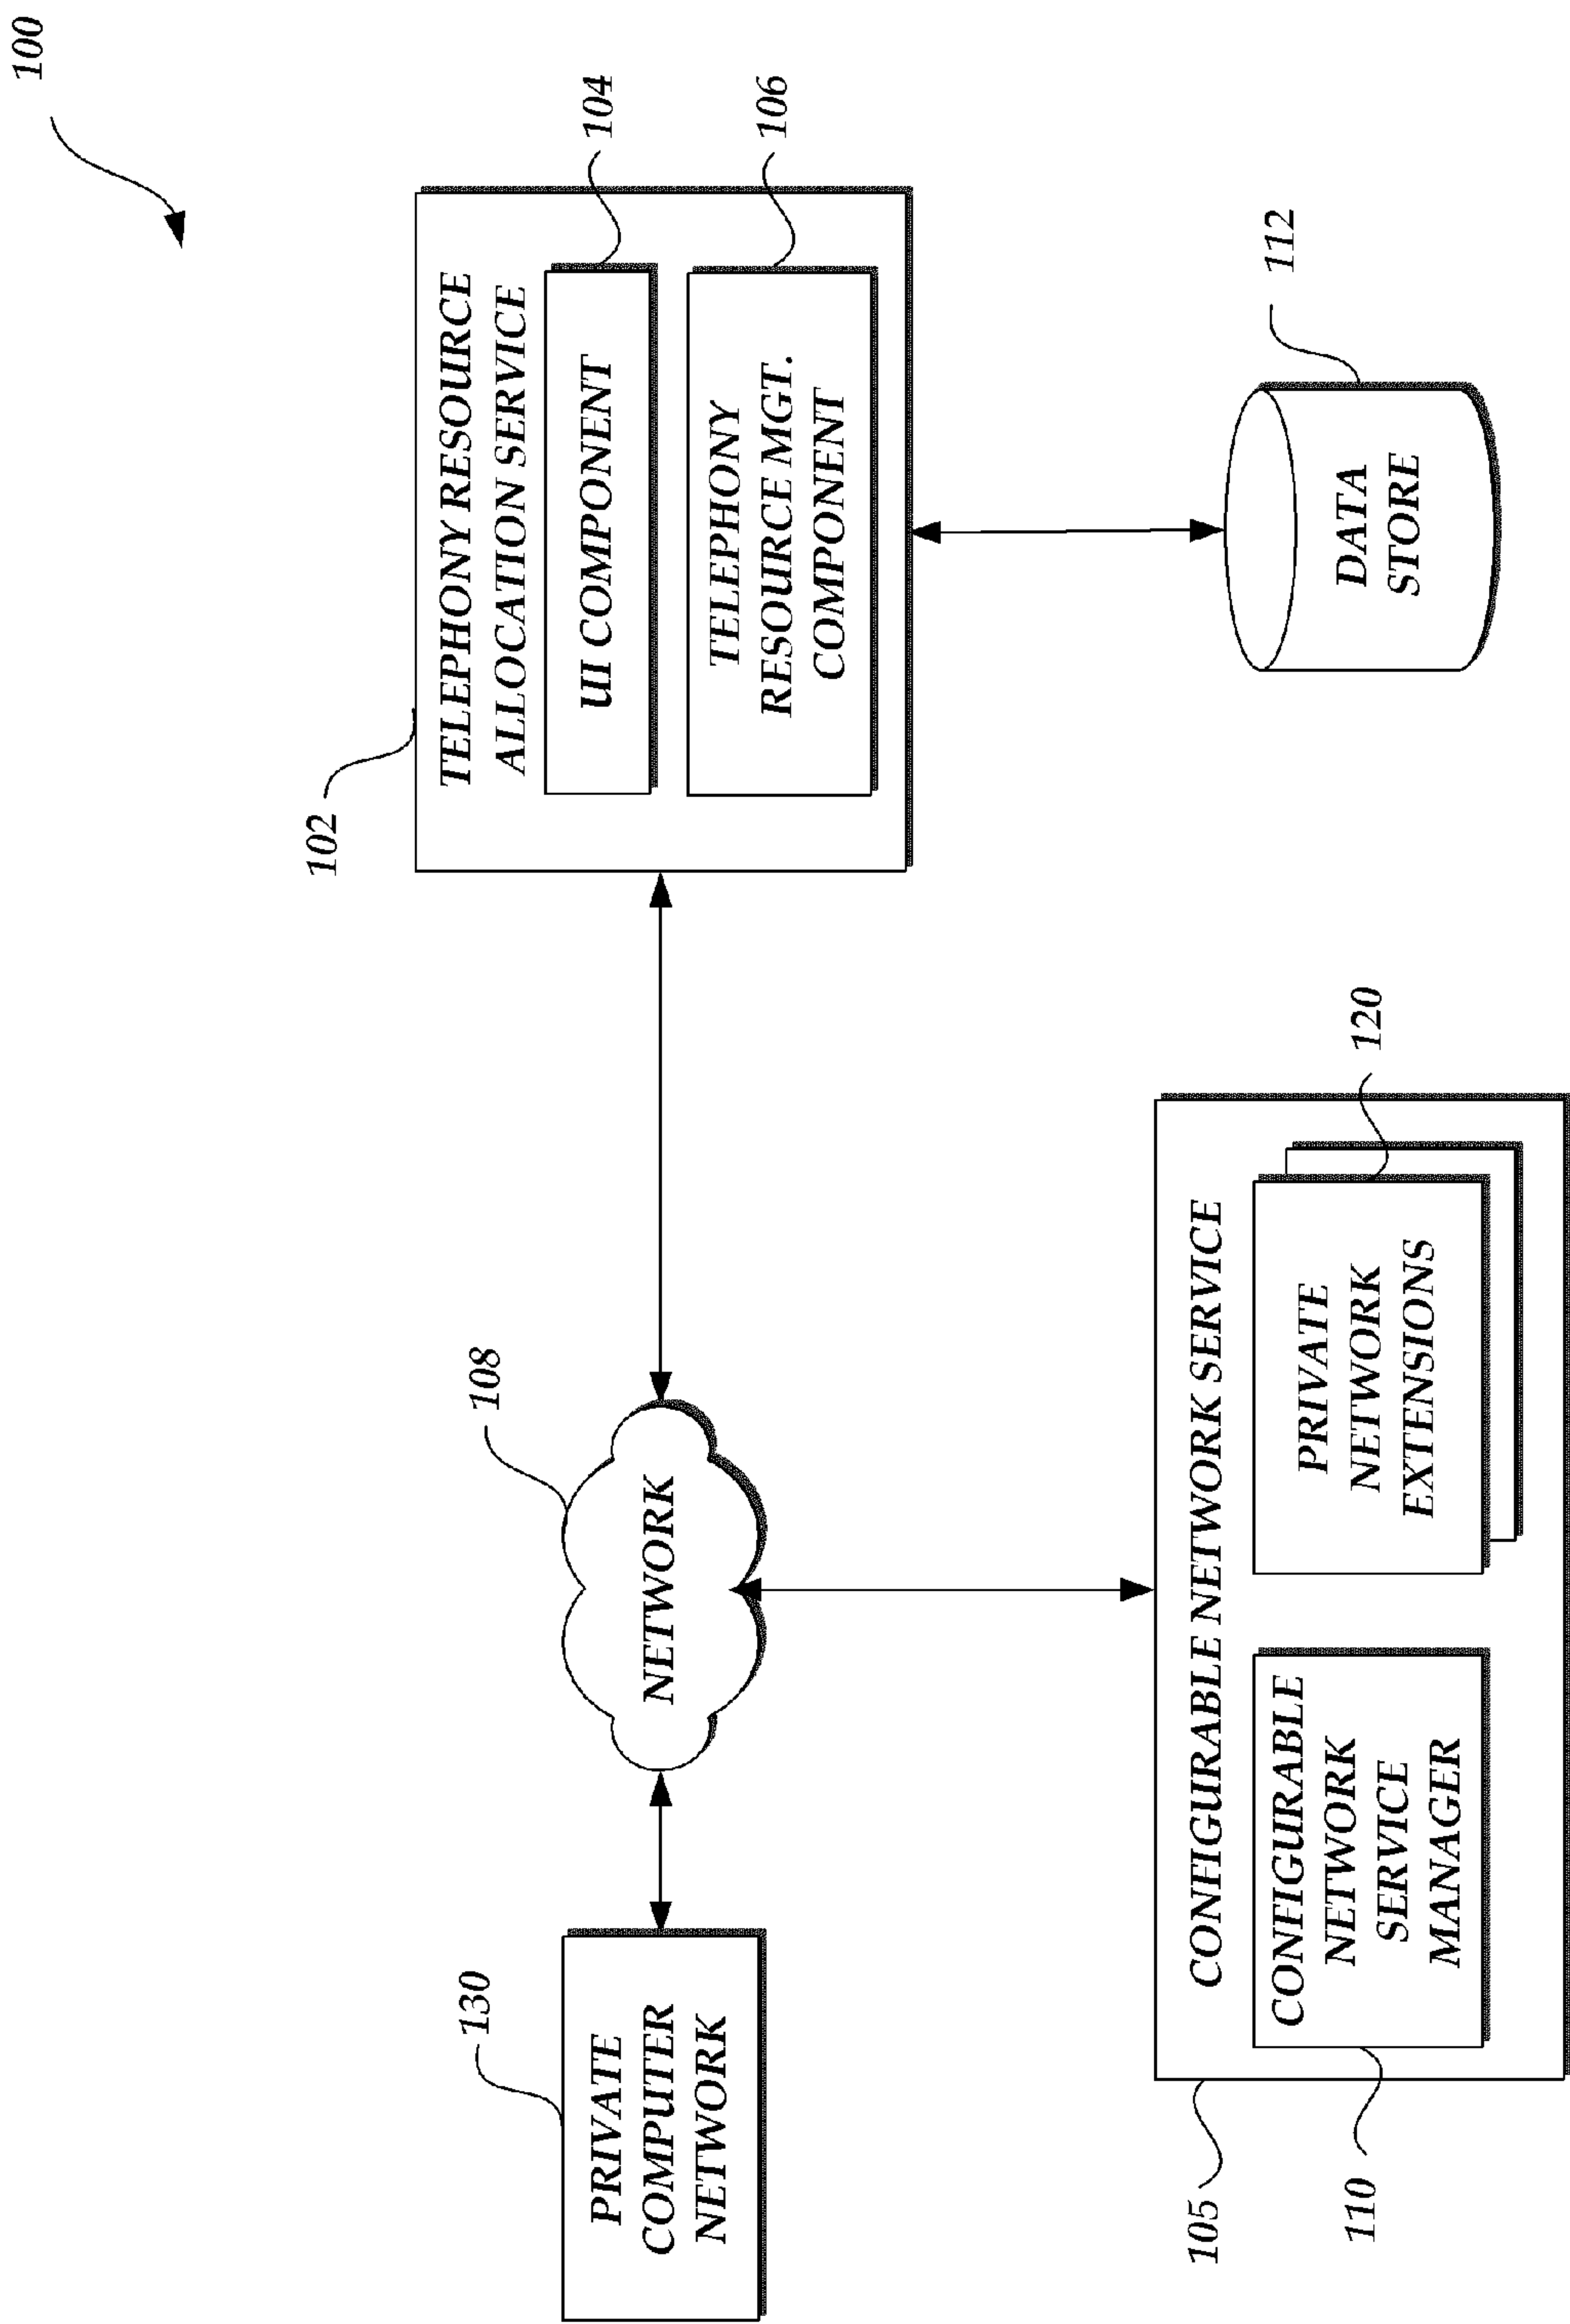 100
102
TELEPHONY RESOURCE
ALLOCATION SERVICE
104
UI COMPONENT
106
TELEPHONY
RESOURCE MGT.
COMPONENT
112
DATA
STORE
108
NETWORK
130
PRIVATE
COMPUTER
NETWORK
105
CONFIGURABLE NETWORK SERVICE
110
CONFIGURABLE
NETWORK
SERVICE
MANAGER
120
PRIVATE
NETWORK
EXTENSIONS